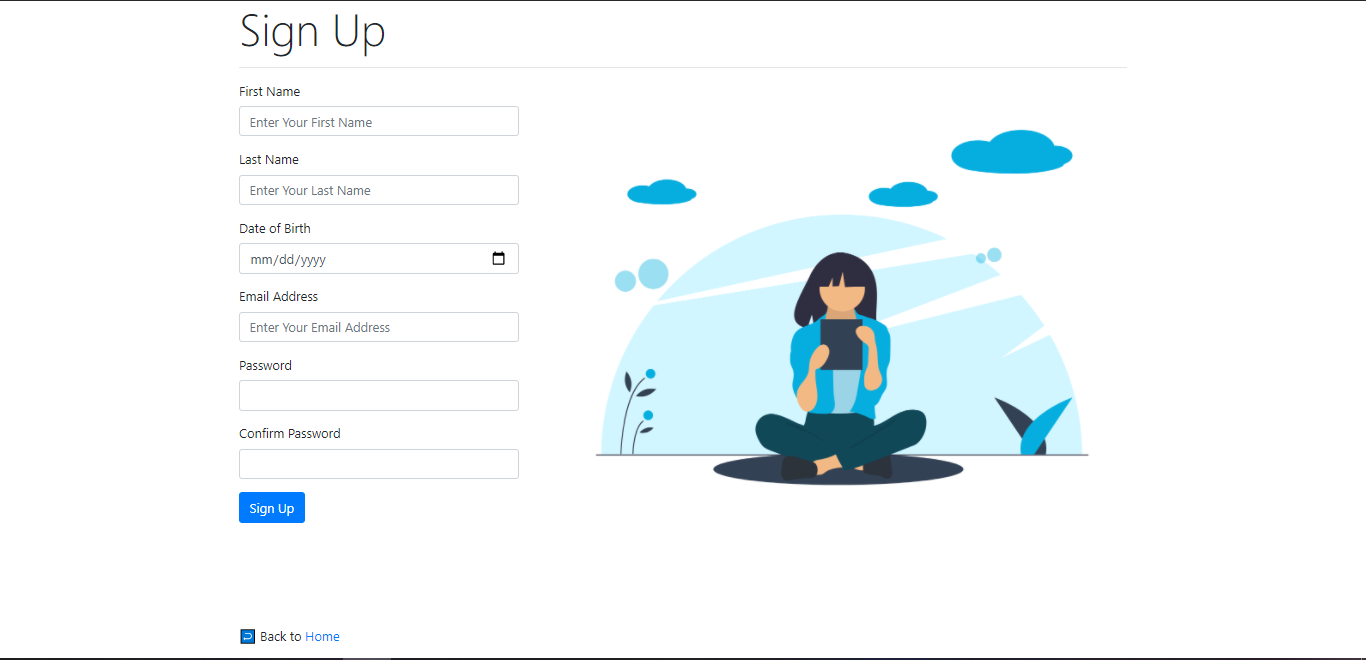 Sign Up
First Name
Enter Your First Name
Last Name
Enter Your Last Name
Date of Birth
mm/dd/yyyy
Email Address
Enter Your Email Address
Password
Confirm Password
Sign Up
Back to Home